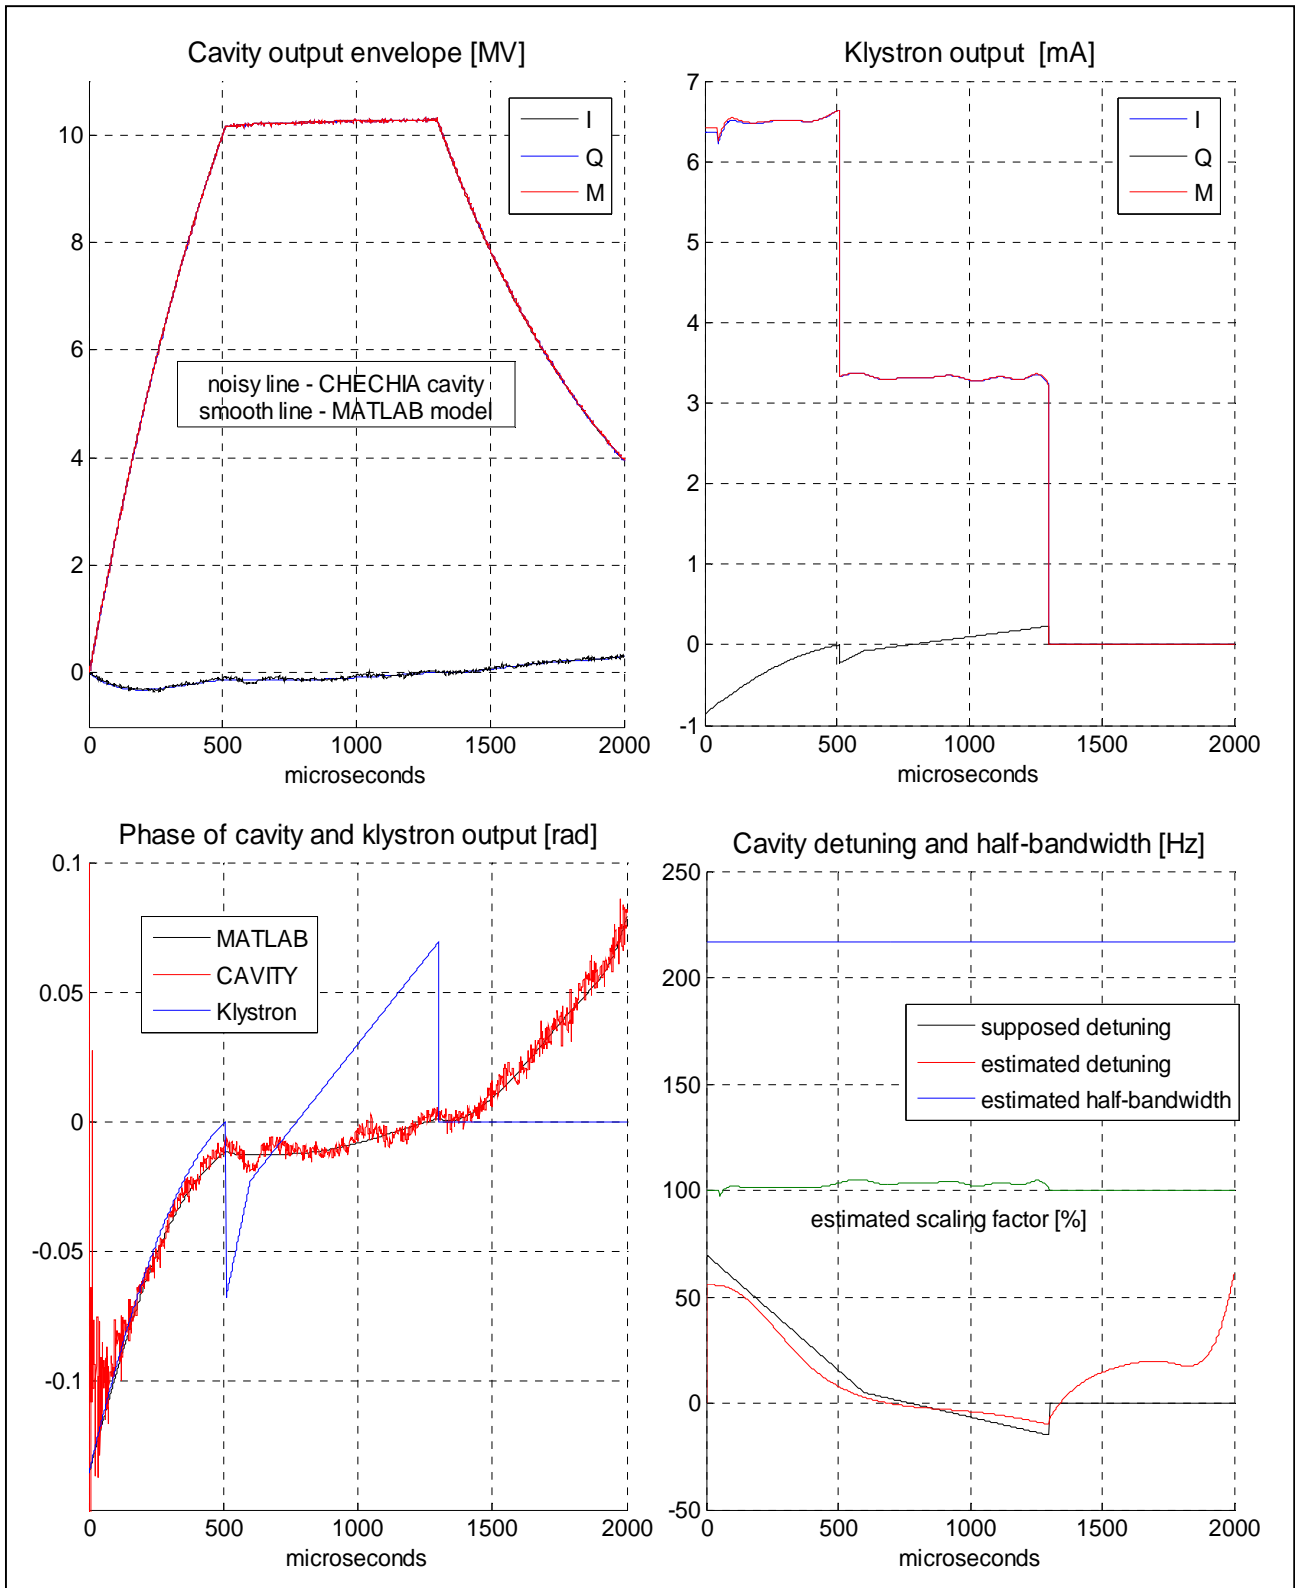 Cavity output envelope [MV]
10
8
6
4
2
0
I
Q
M
noisy line - CHECHIA cavity
smooth line - MATLAB model
0 500 1000 1500 2000
microseconds
Klystron output [mA]
7
6
5
4
3
2
1
0
-1
I
Q
M
0 500 1000 1500 2000
microseconds
Phase of cavity and klystron output [rad]
0.1
0.05
0
-0.05
-0.1
MATLAB
CAVITY
Klystron
0 500 1000 1500 2000
microseconds
Cavity detuning and half-bandwidth [Hz]
250
200
150
100
50
0
-50
supposed detuning
estimated detuning
estimated half-bandwidth
estimated scaling factor [%]
0 500 1000 1500 2000
microseconds